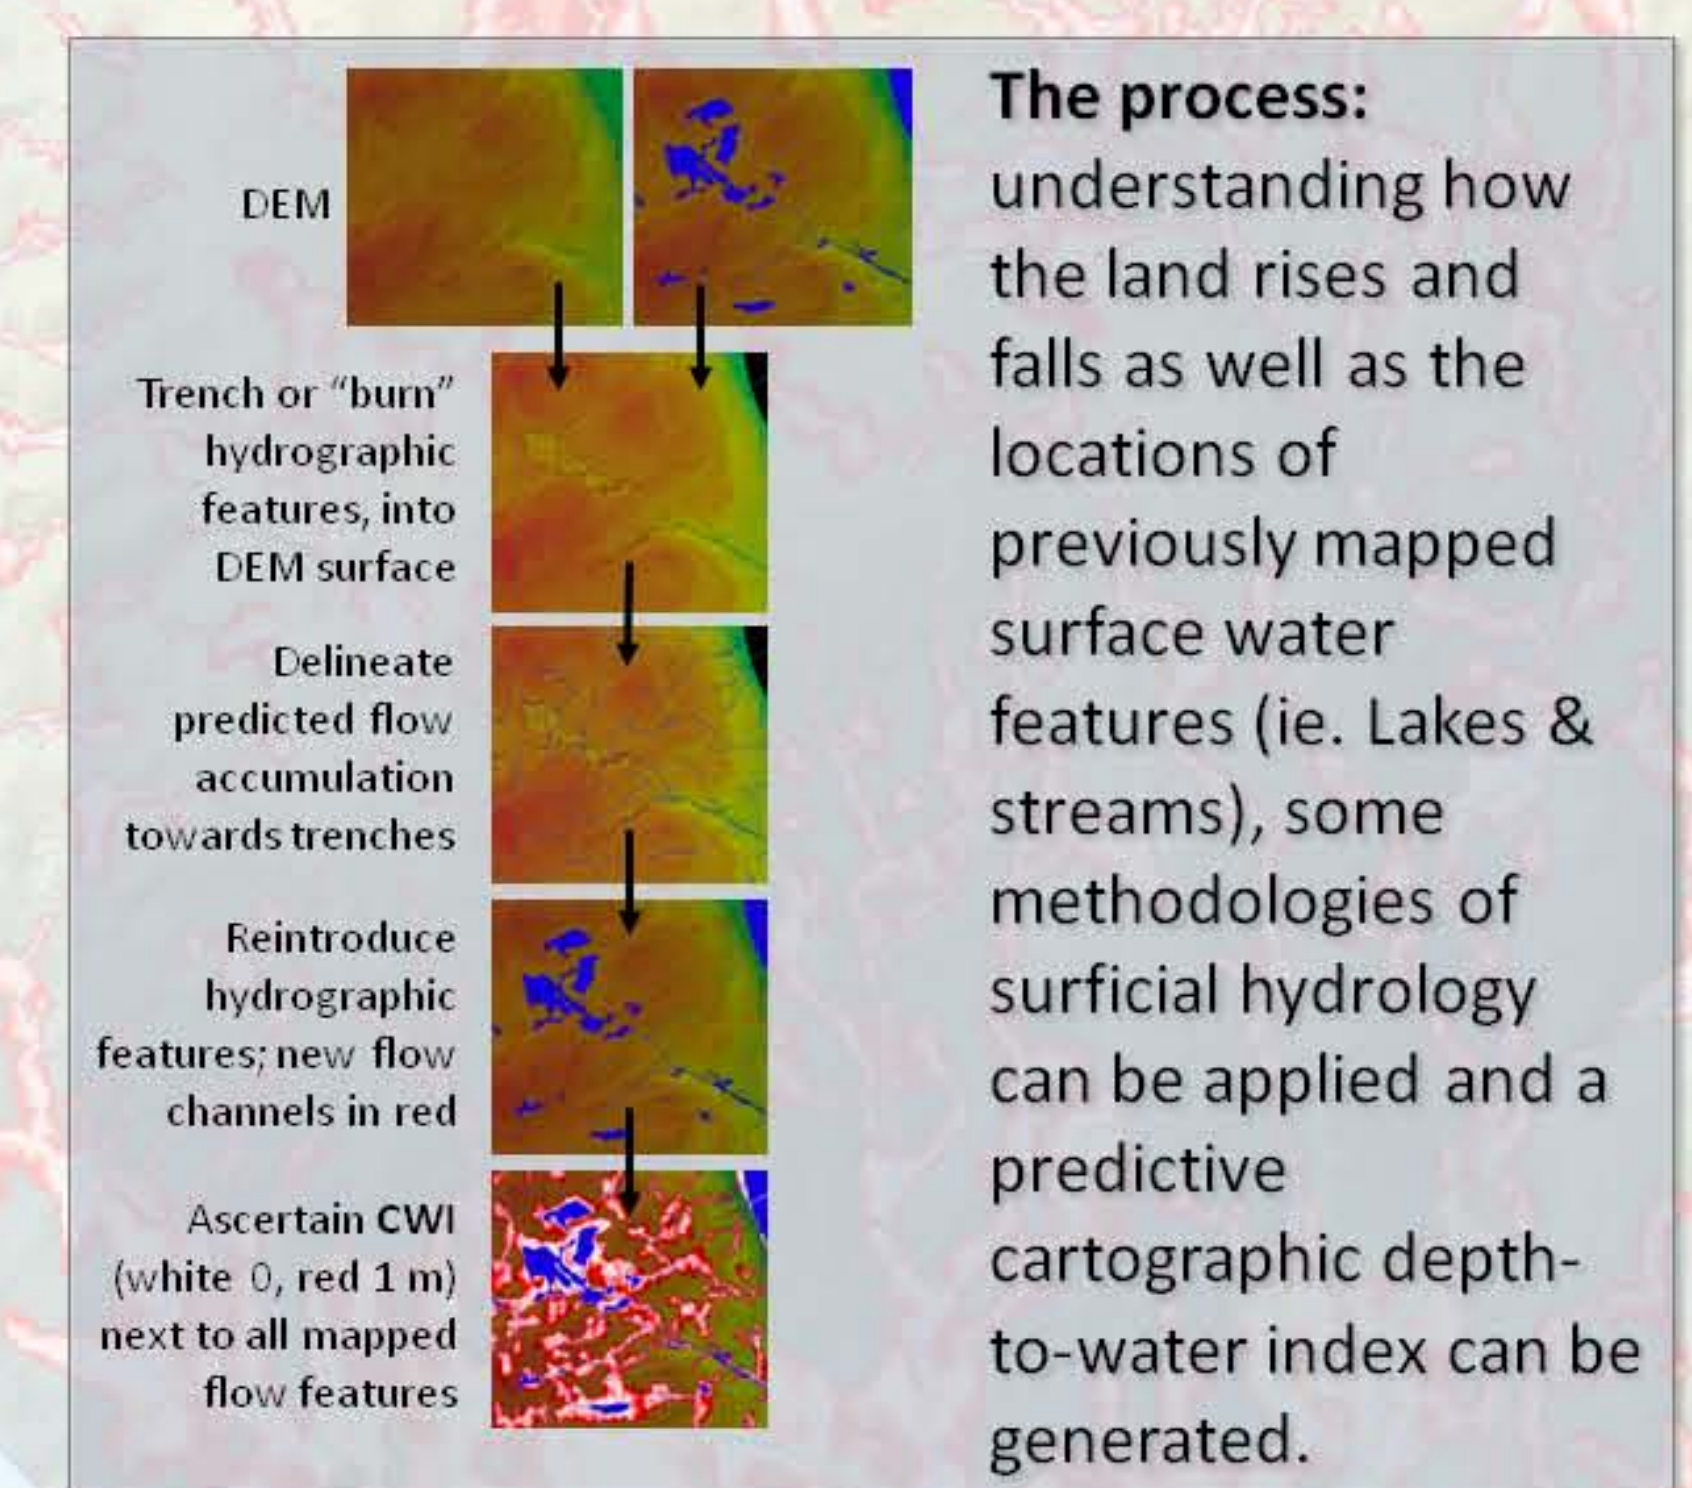 DEM
Trench or “burn”
hydrographic
features, into
DEM surface
Delineate
predicted flow
accumulation
towards trenches
Reintroduce
hydrographic
features; new flow
channels in red
Ascertain CWI
(white 0, red 1 m)
next to all mapped
flow features
The process:
understanding how
the land rises and
falls as well as the
locations of
previously mapped
surface water
features (ie. Lakes &
streams), some
methodologies of
surficial hydrology
can be applied and a
predictive
cartographic depth-
to-water index can be
generated.